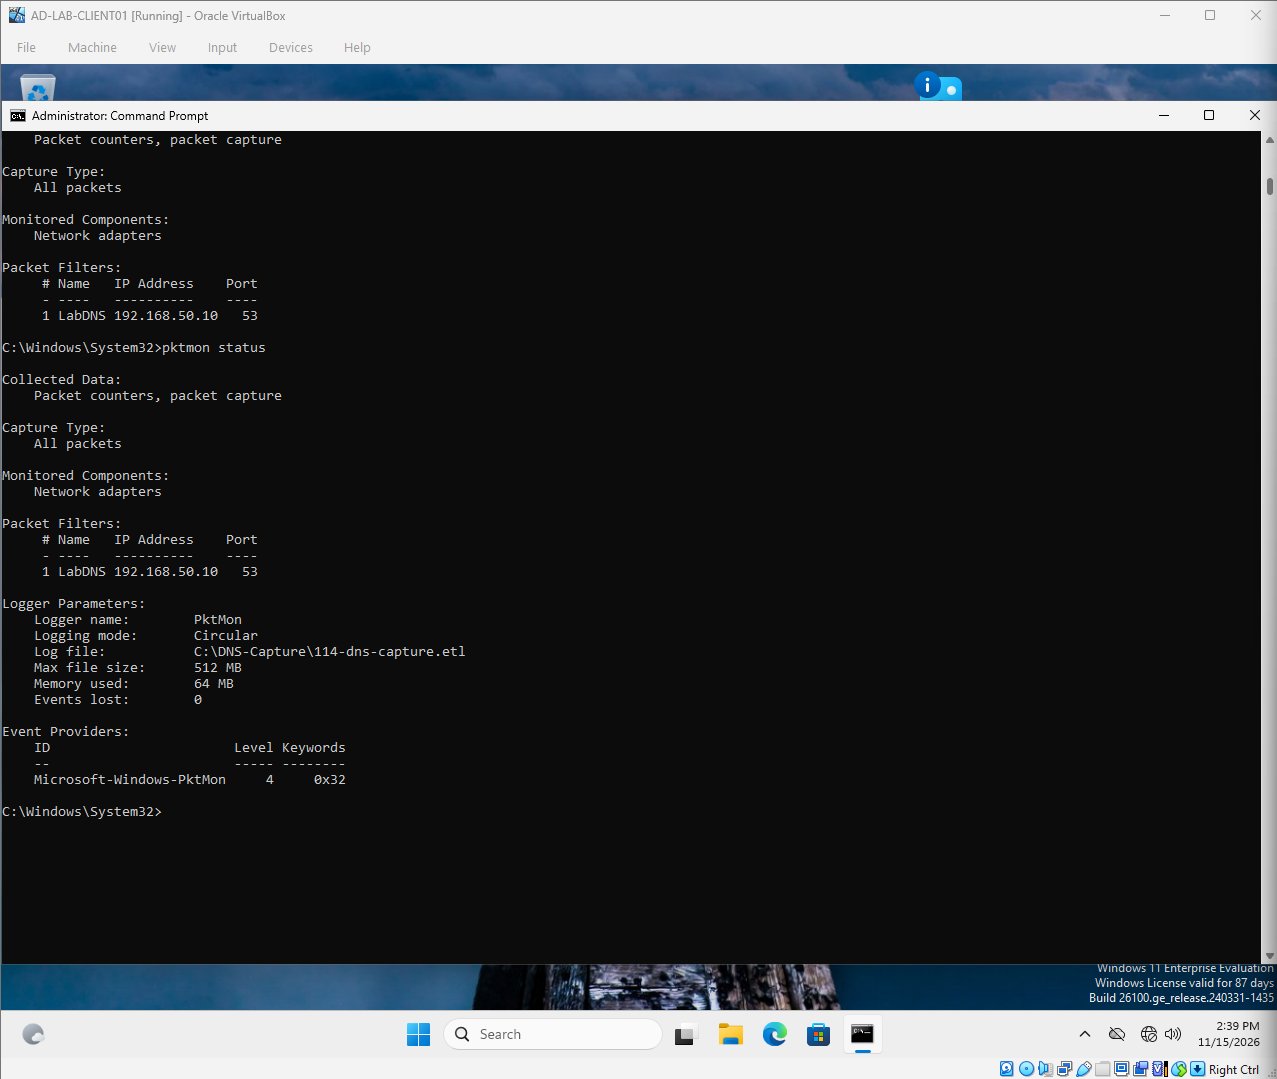 AD-LAB-CLIENT01 [Running] - Oracle VirtualBox
File Machine View Input Devices Help
Administrator: Command Prompt
Packet counters, packet capture
Capture Type:
All packets
Monitored Components:
Network adapters
Packet Filters:
# Name IP Address Port
- ---- ---------- ----
1 LabDNS 192.168.50.10 53
C:\Windows\System32>pktmon status
Collected Data:
Packet counters, packet capture
Capture Type:
All packets
Monitored Components:
Network adapters
Packet Filters:
# Name IP Address Port
- ---- ---------- ----
1 LabDNS 192.168.50.10 53
Logger Parameters:
Logger name: PktMon
Logging mode: Circular
Log file: C:\DNS-Capture\114-dns-capture.etl
Max file size: 512 MB
Memory used: 64 MB
Events lost: 0
Event Providers:
ID Level Keywords
-- ----- --------
Microsoft-Windows-PktMon 4 0x32
C:\Windows\System32>
Windows 11 Enterprise Evaluation
Windows License valid for 87 days
Build 26100.ge_release.240331-1435
Search
2:39 PM
11/15/2026
Right Ctrl